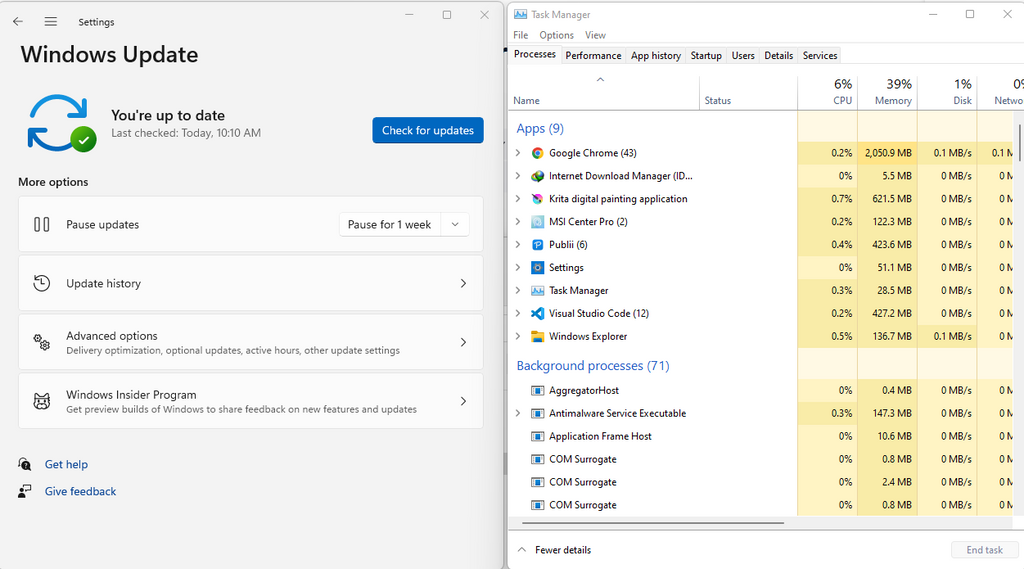 Settings
Windows Update
You're up to date
Last checked: Today, 10:10 AM
Check for updates
More options
Pause updates
Pause for 1 week
Update history
Advanced options
Delivery optimization, optional updates, active hours, other update settings
Windows Insider Program
Get preview builds of Windows to share feedback on new features and updates
Get help
Give feedback
Task Manager
File Options View
Processes Performance App history Startup Users Details Services
6% 39% 1% 0%
Name Status CPU Memory Disk Netwo
Apps (9)
Google Chrome (43) 0.2% 2,050.9 MB 0.1 MB/s 0.1 M
Internet Download Manager (ID... 0% 5.5 MB 0 MB/s 0 M
Krita digital painting application 0.7% 621.5 MB 0 MB/s 0 M
MSI Center Pro (2) 0.2% 122.3 MB 0 MB/s 0 M
Publii (6) 0.4% 423.6 MB 0 MB/s 0 M
Settings 0% 51.1 MB 0 MB/s 0 M
Task Manager 0.3% 28.5 MB 0 MB/s 0 M
Visual Studio Code (12) 0.2% 427.2 MB 0 MB/s 0 M
Windows Explorer 0.5% 136.7 MB 0.1 MB/s 0 M
Background processes (71)
AggregatorHost 0% 0.4 MB 0 MB/s 0 M
Antimalware Service Executable 0.3% 147.3 MB 0 MB/s 0 M
Application Frame Host 0% 10.6 MB 0 MB/s 0 M
COM Surrogate 0% 0.8 MB 0 MB/s 0 M
COM Surrogate 0% 2.4 MB 0 MB/s 0 M
COM Surrogate 0% 0.8 MB 0 MB/s 0 M
Fewer details
End task